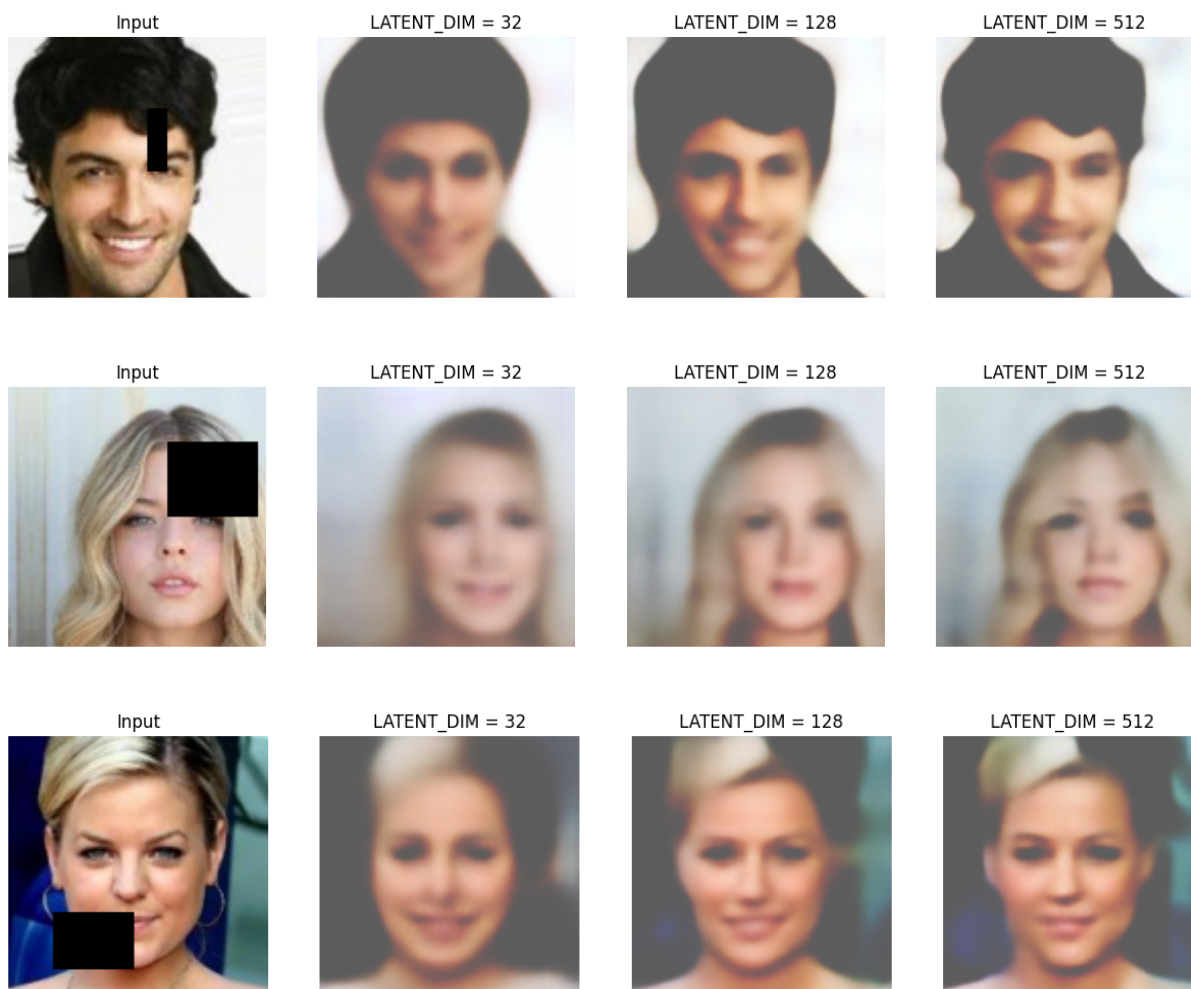 Input
LATENT_DIM = 32
LATENT_DIM = 128
LATENT_DIM = 512
Input
LATENT_DIM = 32
LATENT_DIM = 128
LATENT_DIM = 512
Input
LATENT_DIM = 32
LATENT_DIM = 128
LATENT_DIM = 512